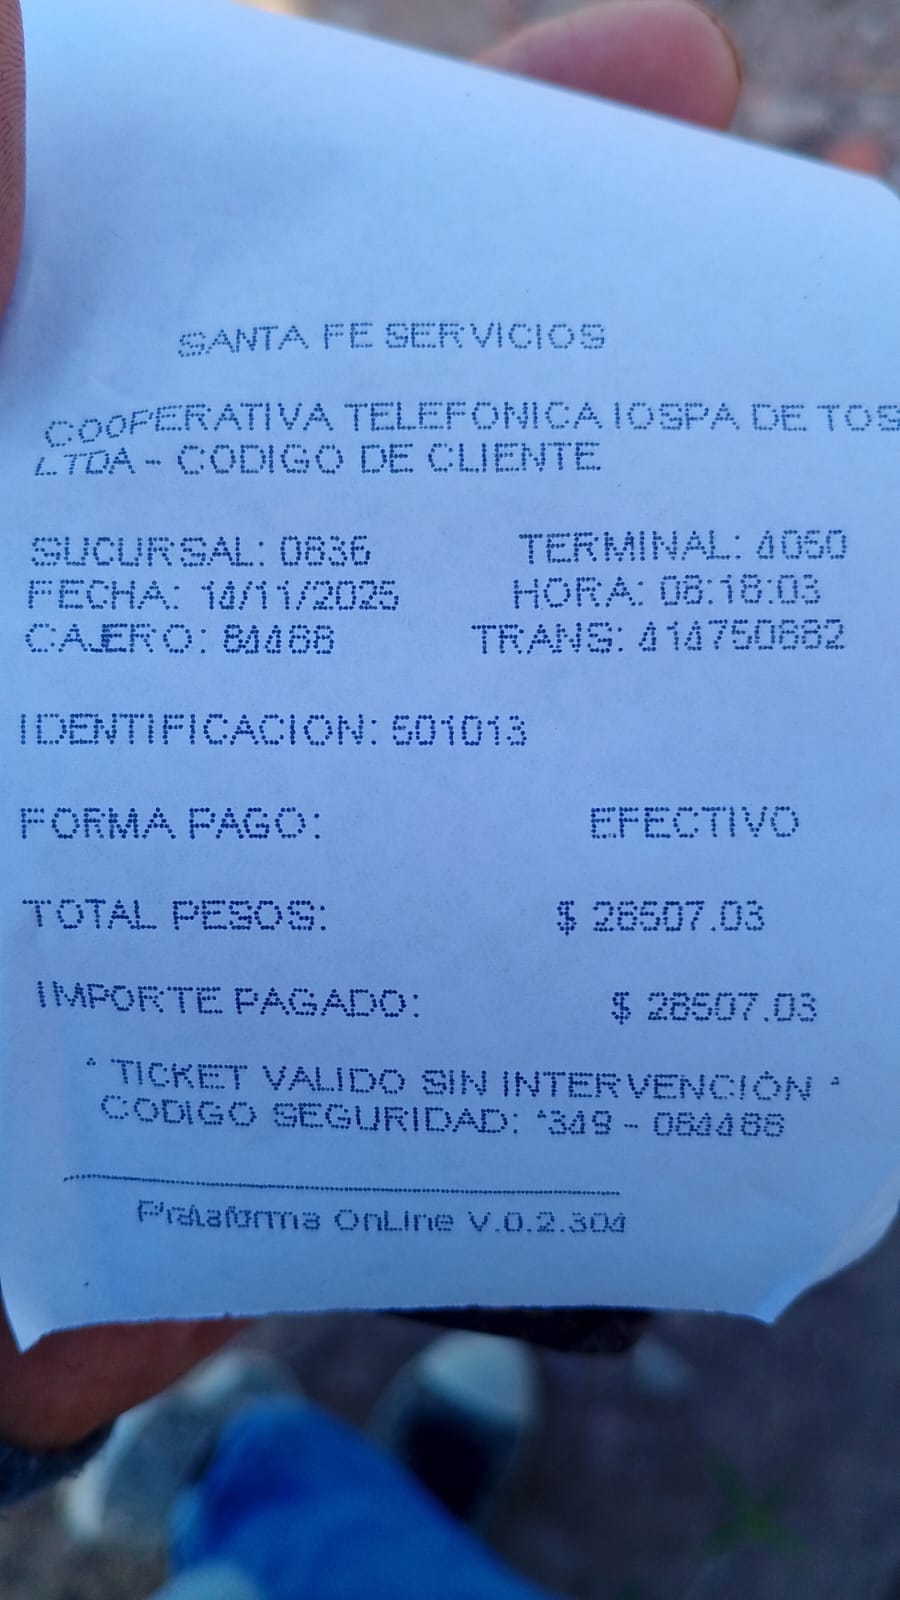 SANTA FE SERVICIOS
COOPERATIVA TELEFONICA IOSPA DE TOS
LTDA - CODIGO DE CLIENTE
SUCURSAL: 0636 TERMINAL: 4050
FECHA: 14/11/2025 HORA: 08:18:03
CAJERO: 84488 TRANS: 414750882
IDENTIFICACION: 501013
FORMA PAGO: EFECTIVO
TOTAL PESOS: $ 28507.03
IMPORTE PAGADO: $ 28507.03
* TICKET VALIDO SIN INTERVENCIÓN *
CODIGO SEGURIDAD: *349 - 084488
Plataforma OnLine V.0.2.304